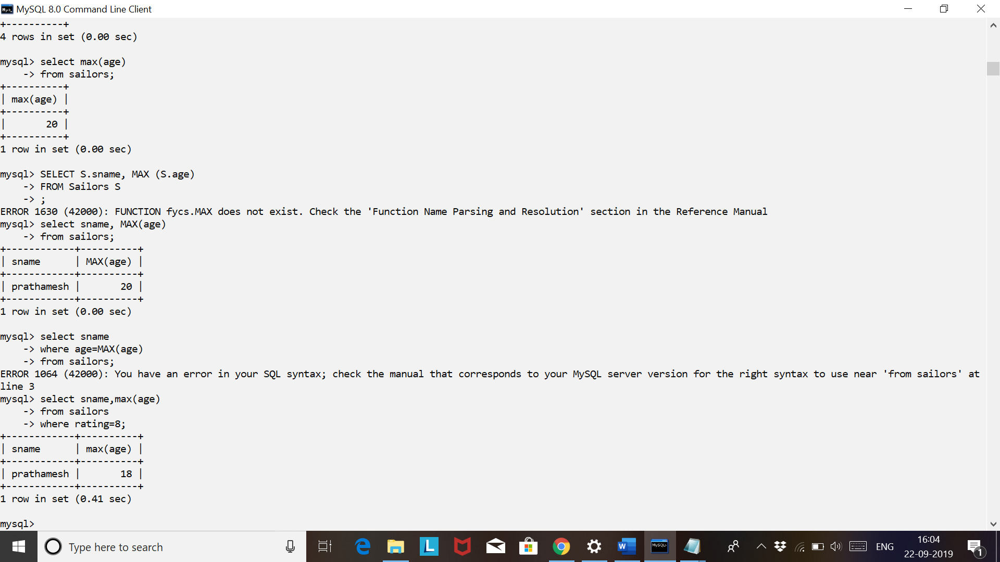 MySQL 8.0 Command Line Client
+----------+
4 rows in set (0.00 sec)
mysql> select max(age)
    -> from sailors;
+----------+
| max(age) |
+----------+
|       20 |
+----------+
1 row in set (0.00 sec)
mysql> SELECT S.sname, MAX (S.age)
    -> FROM Sailors S
    -> ;
ERROR 1630 (42000): FUNCTION fycs.MAX does not exist. Check the 'Function Name Parsing and Resolution' section in the Reference Manual
mysql> select sname, MAX(age)
    -> from sailors;
+------------+----------+
| sname      | MAX(age) |
+------------+----------+
| prathamesh |       20 |
+------------+----------+
1 row in set (0.00 sec)
mysql> select sname
    -> where age=MAX(age)
    -> from sailors;
ERROR 1064 (42000): You have an error in your SQL syntax; check the manual that corresponds to your MySQL server version for the right syntax to use near 'from sailors' at
line 3
mysql> select sname,max(age)
    -> from sailors
    -> where rating=8;
+------------+----------+
| sname      | max(age) |
+------------+----------+
| prathamesh |       18 |
+------------+----------+
1 row in set (0.41 sec)
mysql>
Type here to search
L
W
MySQL
ENG
16:04
22-09-2019
1